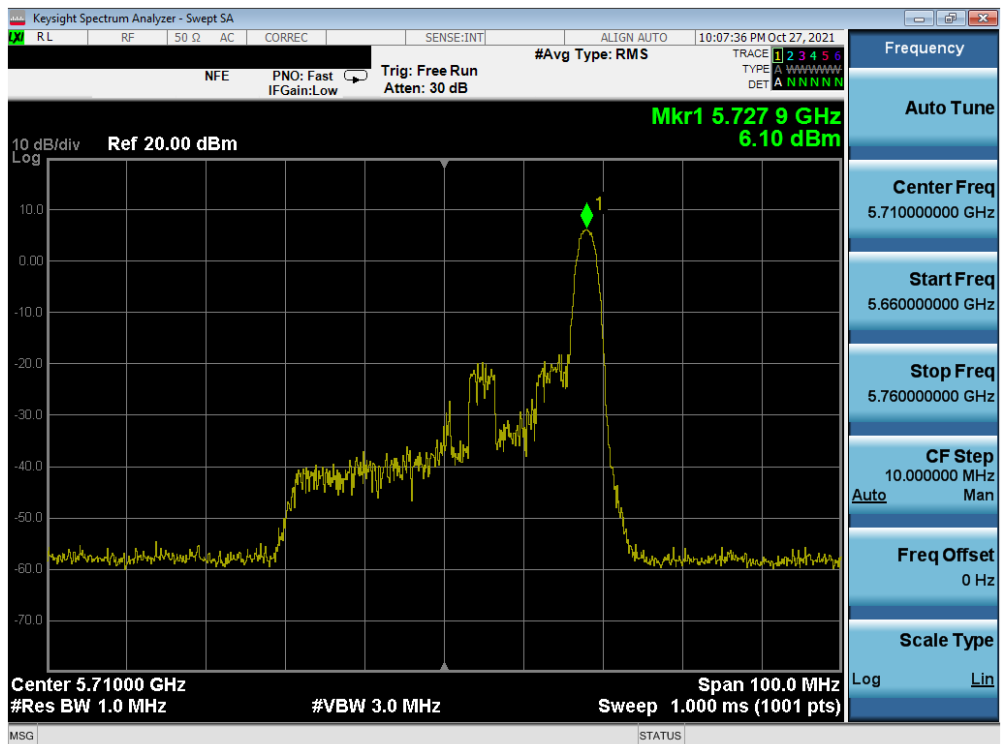 Keysight Spectrum Analyzer - Swept SA
LXI RL RF 50 Ω AC CORREC SENSE:INT ALIGN AUTO 10:07:36 PM Oct 27, 2021
Frequency
#Avg Type: RMS
TRACE 1 2 3 4 5 6
TYPE A WWWWW
DET A N N N N N
NFE PNO: Fast Trig: Free Run
IFGain:Low Atten: 30 dB
Auto Tune
Mkr1 5.727 9 GHz
6.10 dBm
10 dB/div Ref 20.00 dBm
Log
1
10.0
0.00
-10.0
-20.0
-30.0
-40.0
-50.0
-60.0
-70.0
Center Freq
5.710000000 GHz
Start Freq
5.660000000 GHz
Stop Freq
5.760000000 GHz
CF Step
10.000000 MHz
Auto Man
Freq Offset
0 Hz
Scale Type
Log Lin
Center 5.71000 GHz Span 100.0 MHz
#Res BW 1.0 MHz #VBW 3.0 MHz Sweep 1.000 ms (1001 pts)
MSG STATUS